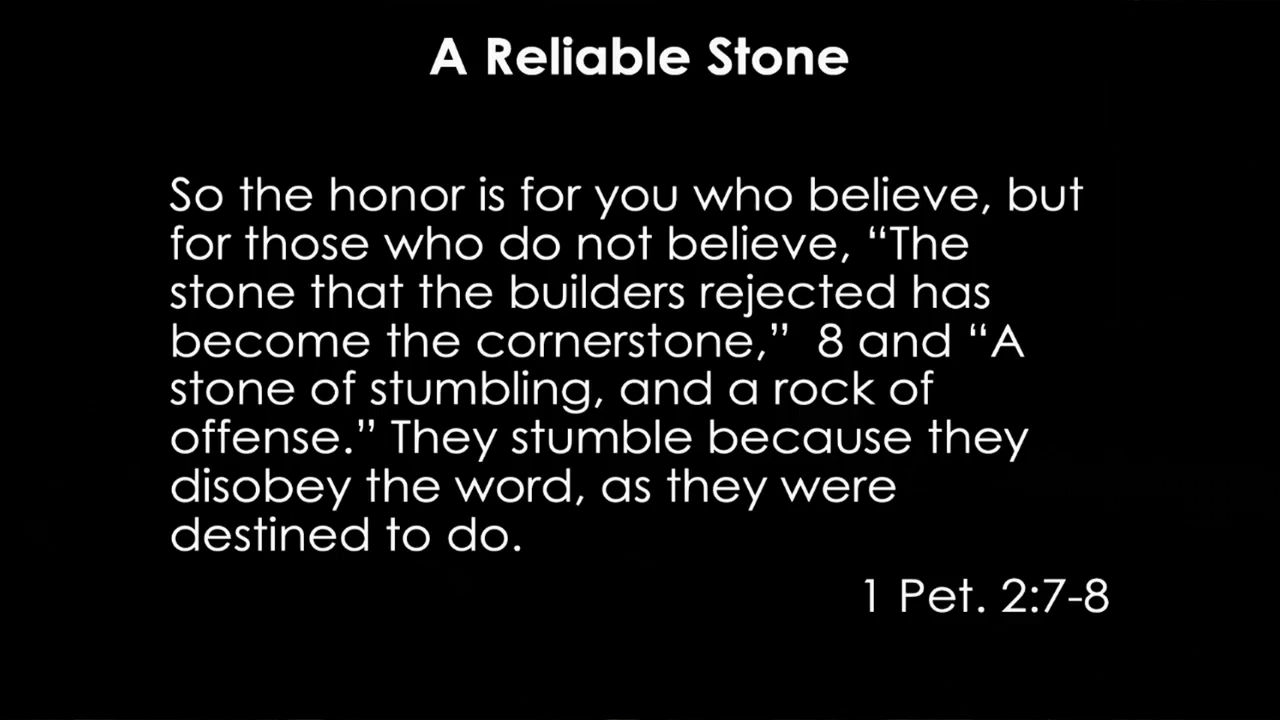 A Reliable Stone
So the honor is for you who believe, but
for those who do not believe, “The
stone that the builders rejected has
become the cornerstone,”  8 and “A
stone of stumbling, and a rock of
offense.” They stumble because they
disobey the word, as they were
destined to do.
1 Pet. 2:7-8